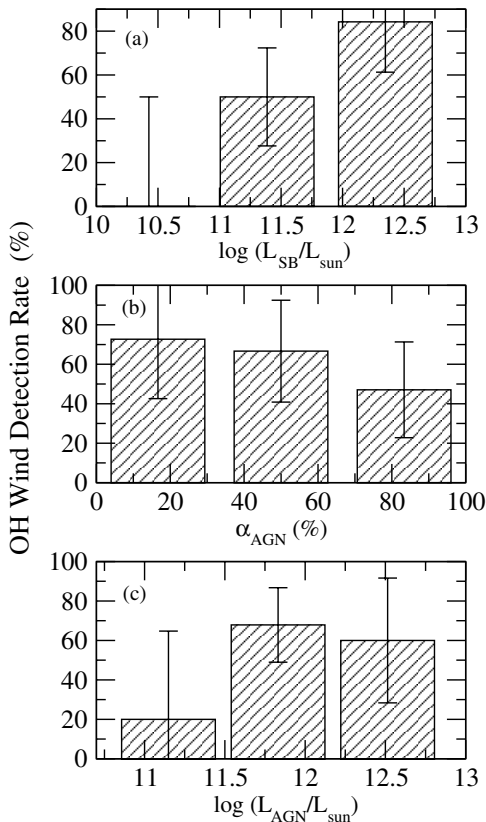 OH Wind Detection Rate (%)
(a)
80
60
40
20
0
10 10.5 11 11.5 12 12.5 13
log (L_SB/L_sun)
(b)
100
80
60
40
20
0
0 20 40 60 80 100
α_AGN (%)
(c)
100
80
60
40
20
0
11 11.5 12 12.5 13
log (L_AGN/L_sun)